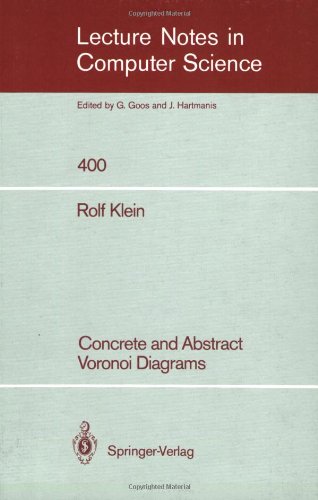 Lecture Notes in
Computer Science
Edited by G. Goos and J. Hartmanis
400
Rolf Klein
Concrete and Abstract
Voronoi Diagrams
Springer-Verlag